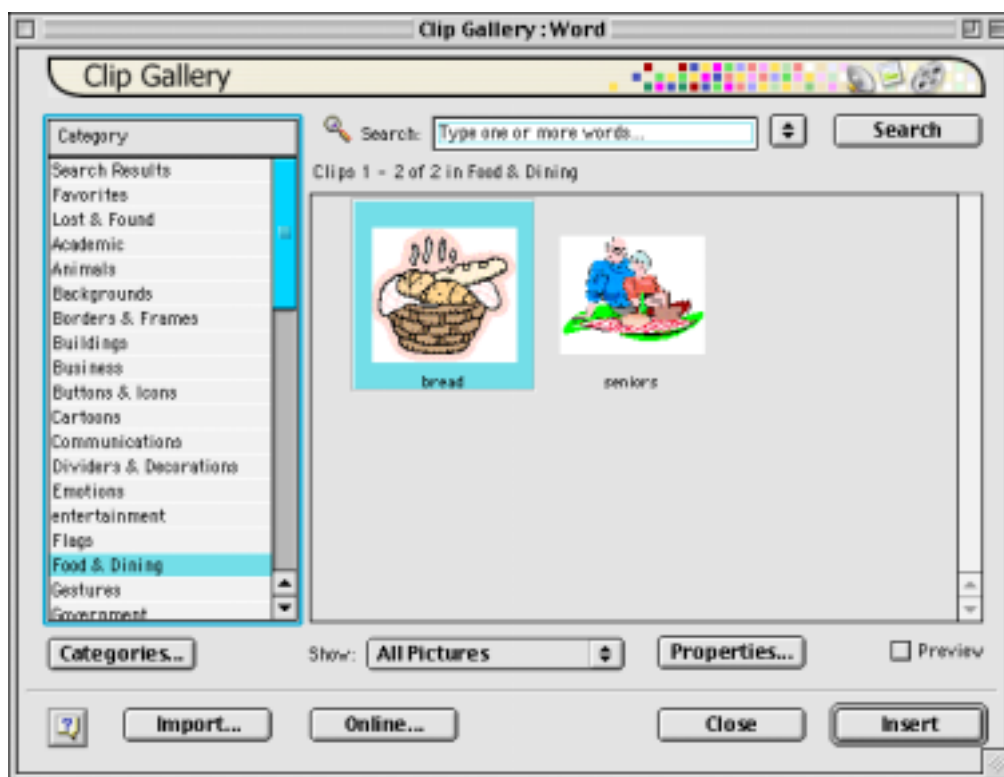 Clip Gallery : Word
Clip Gallery
Category
Search Results
Favorites
Lost & Found
Academic
Animals
Backgrounds
Borders & Frames
Buildings
Business
Buttons & Icons
Cartoons
Communications
Dividers & Decorations
Emotions
entertainment
Flags
Food & Dining
Gestures
Government
Search: Type one or more words... Search
Clips 1 - 2 of 2 in Food & Dining
bread seniors
Categories... Show: All Pictures Properties... Preview
? Import... Online... Close Insert